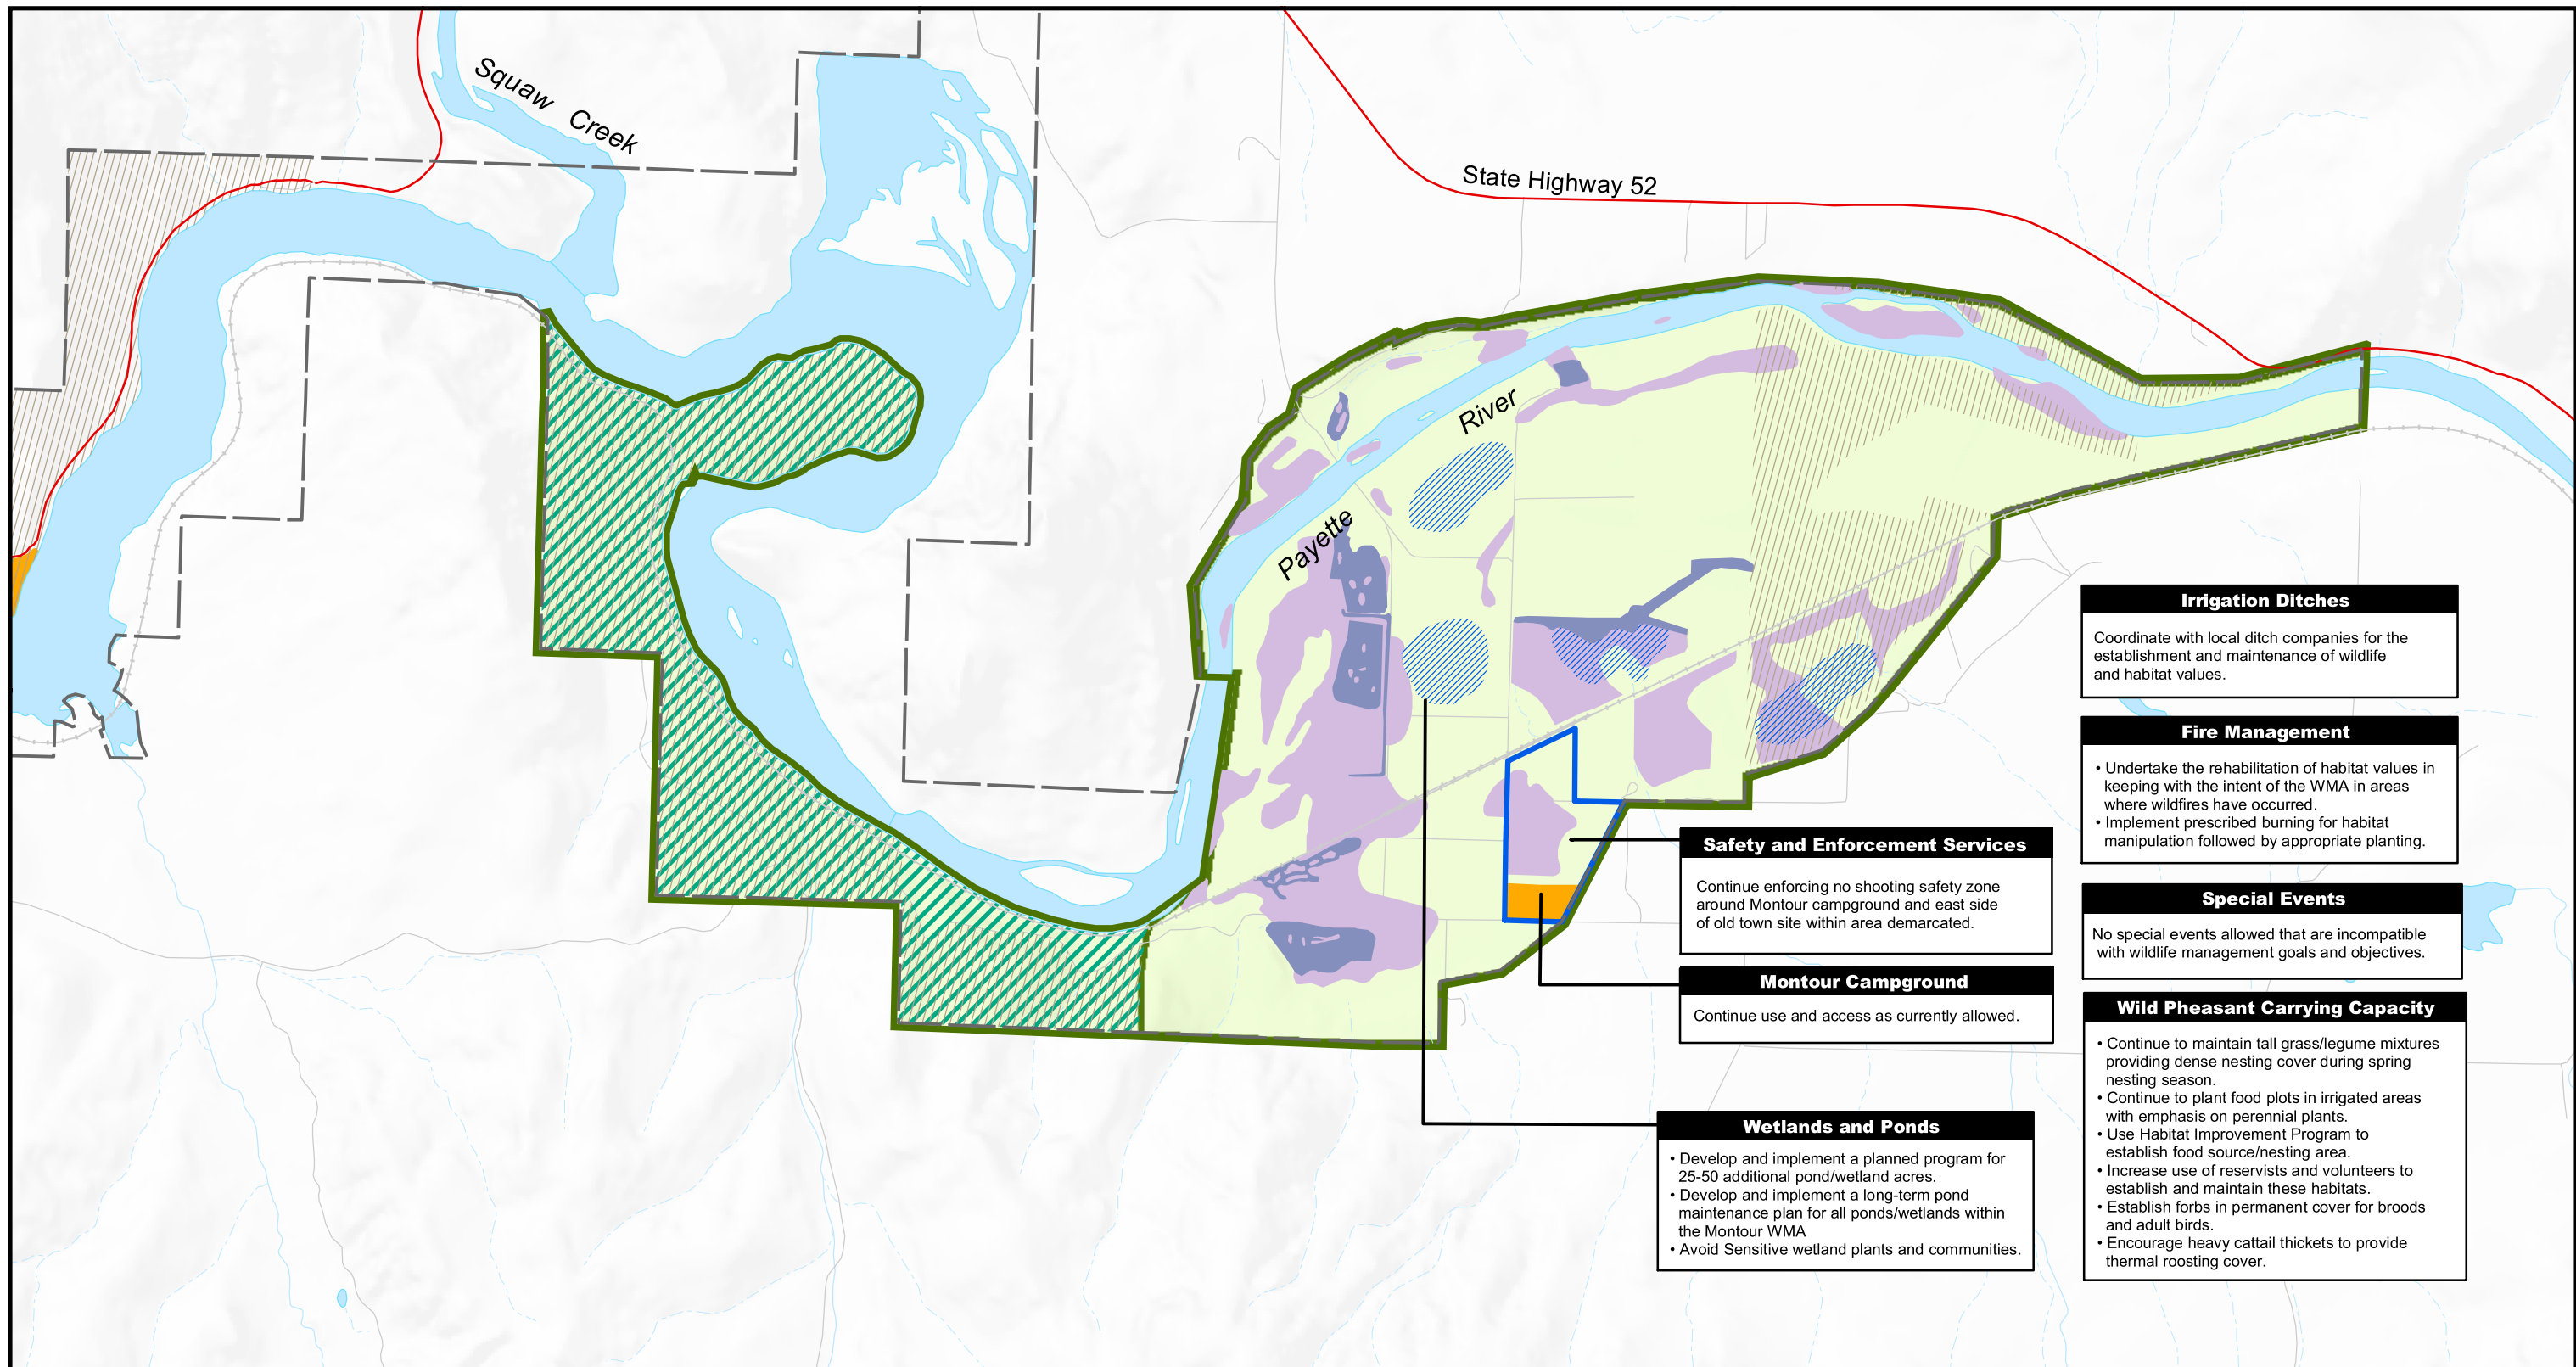 Squaw Creek
State Highway 52
Payette River
Irrigation Ditches
Coordinate with local ditch companies for the
establishment and maintenance of wildlife
and habitat values.
Fire Management
• Undertake the rehabilitation of habitat values in
keeping with the intent of the WMA in areas
where wildfires have occurred.
• Implement prescribed burning for habitat
manipulation followed by appropriate planting.
Safety and Enforcement Services
Continue enforcing no shooting safety zone
around Montour campground and east side
of old town site within area demarcated.
Special Events
No special events allowed that are incompatible
with wildlife management goals and objectives.
Montour Campground
Continue use and access as currently allowed.
Wild Pheasant Carrying Capacity
• Continue to maintain tall grass/legume mixtures
providing dense nesting cover during spring
nesting season.
• Continue to plant food plots in irrigated areas
with emphasis on perennial plants.
• Use Habitat Improvement Program to
establish food source/nesting area.
• Increase use of reservists and volunteers to
establish and maintain these habitats.
• Establish forbs in permanent cover for broods
and adult birds.
• Encourage heavy cattail thickets to provide
thermal roosting cover.
Wetlands and Ponds
• Develop and implement a planned program for
25-50 additional pond/wetland acres.
• Develop and implement a long-term pond
maintenance plan for all ponds/wetlands within
the Montour WMA
• Avoid Sensitive wetland plants and communities.